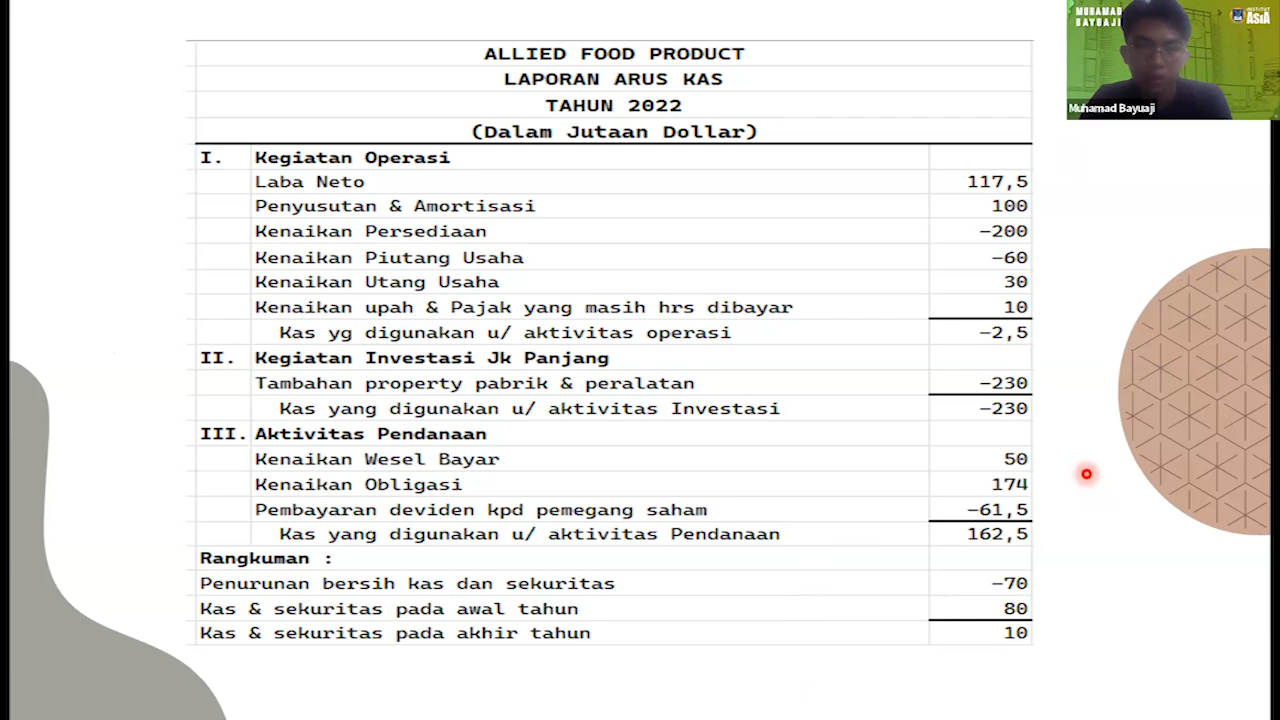 MUHAMAD
BAYUAJI
INSTITUT
ASIA
Muhamad Bayuaji
ALLIED FOOD PRODUCT
LAPORAN ARUS KAS
TAHUN 2022
(Dalam Jutaan Dollar)
I. Kegiatan Operasi
Laba Neto 117,5
Penyusutan & Amortisasi 100
Kenaikan Persediaan -200
Kenaikan Piutang Usaha -60
Kenaikan Utang Usaha 30
Kenaikan upah & Pajak yang masih hrs dibayar 10
Kas yg digunakan u/ aktivitas operasi -2,5
II. Kegiatan Investasi Jk Panjang
Tambahan property pabrik & peralatan -230
Kas yang digunakan u/ aktivitas Investasi -230
III. Aktivitas Pendanaan
Kenaikan Wesel Bayar 50
Kenaikan Obligasi 174
Pembayaran deviden kpd pemegang saham -61,5
Kas yang digunakan u/ aktivitas Pendanaan 162,5
Rangkuman :
Penurunan bersih kas dan sekuritas -70
Kas & sekuritas pada awal tahun 80
Kas & sekuritas pada akhir tahun 10